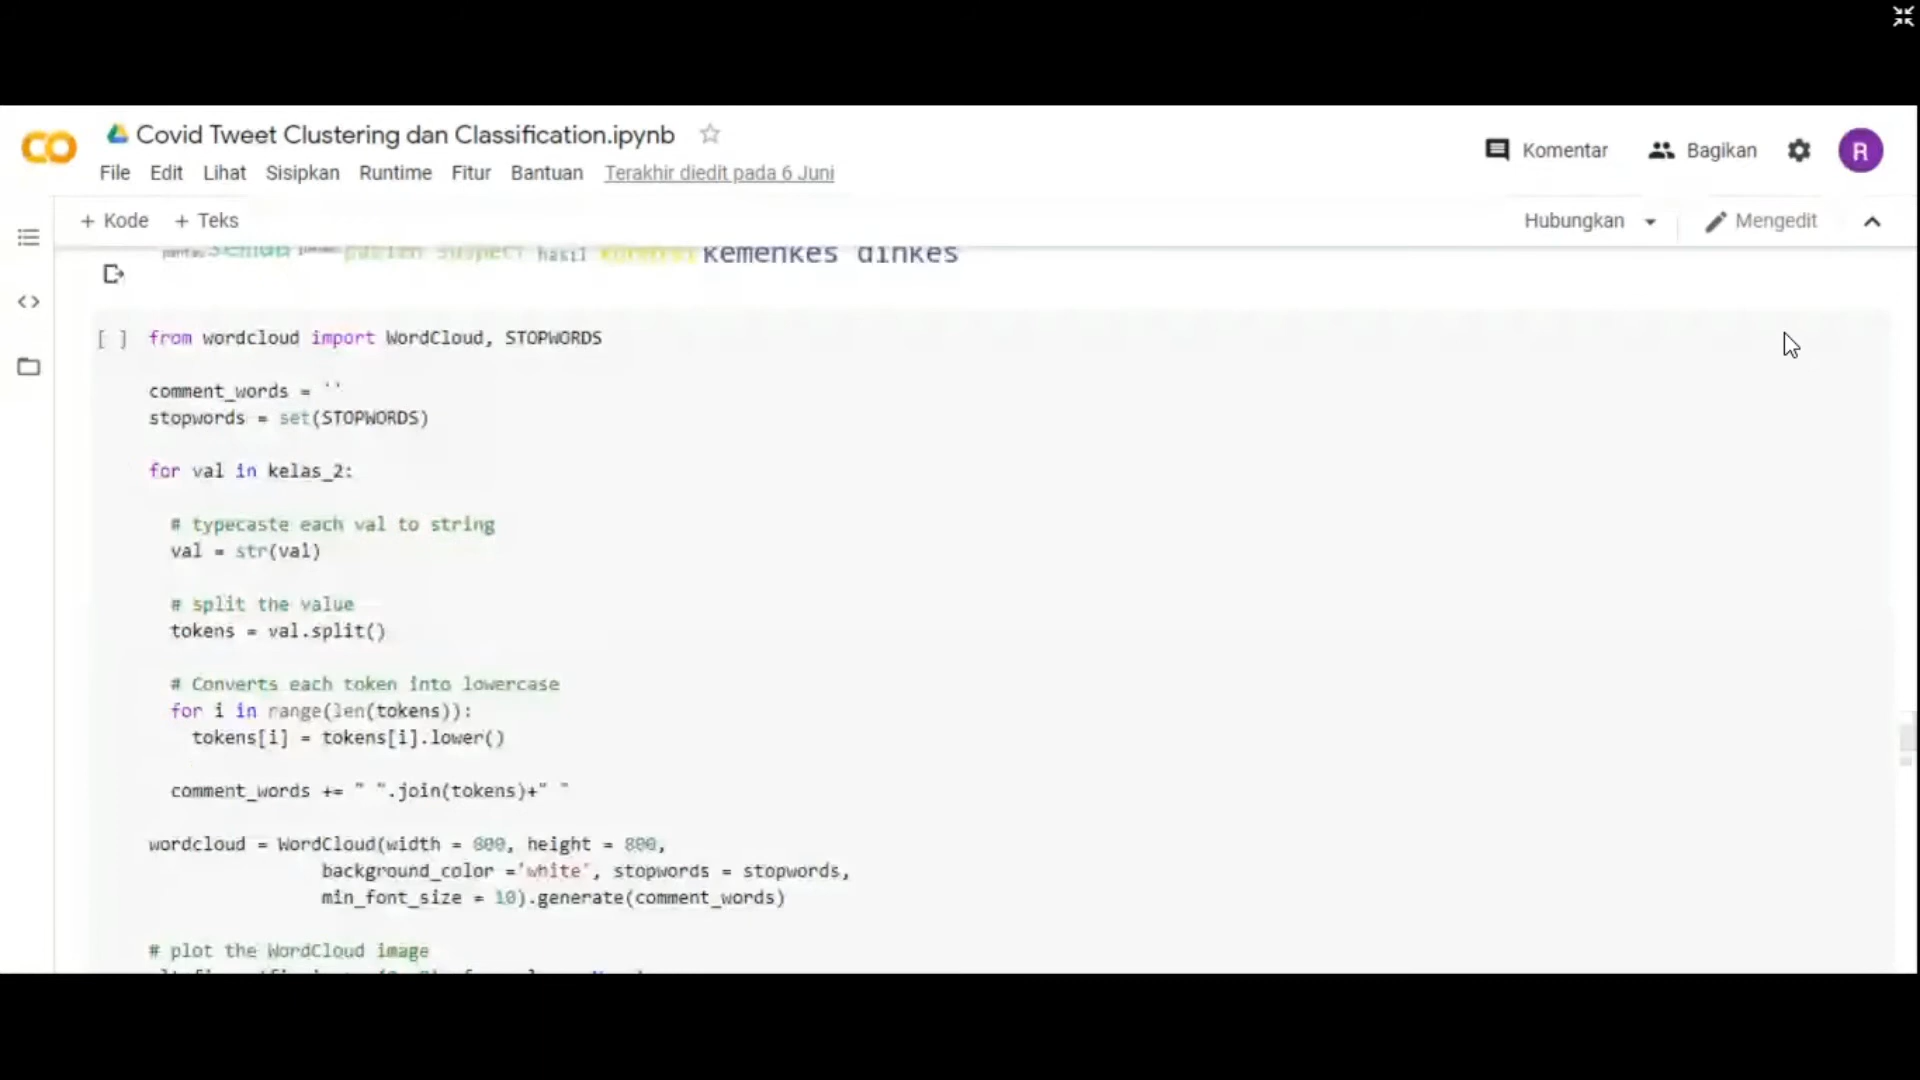 Covid Tweet Clustering dan Classification.ipynb
Komentar
Bagikan
R
File Edit Lihat Sisipkan Runtime Fitur Bantuan Terakhir diedit pada 6 Juni
+ Kode + Teks
Hubungkan
Mengedit
suspect hasil kemenkes dinkes
[ ] from wordcloud import WordCloud, STOPWORDS
comment_words = ''
stopwords = set(STOPWORDS)
for val in kelas_2:
# typecaste each val to string
val = str(val)
# split the value
tokens = val.split()
# Converts each token into lowercase
for i in range(len(tokens)):
tokens[i] = tokens[i].lower()
comment_words += " ".join(tokens)+" "
wordcloud = WordCloud(width = 800, height = 800,
background_color ='white', stopwords = stopwords,
min_font_size = 10).generate(comment_words)
# plot the WordCloud image